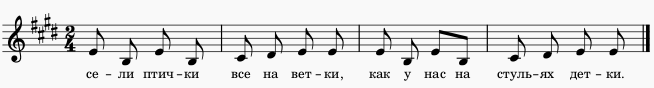 се – ли птич – ки все на вет – ки, как у нас на стуль – ях дет – ки.